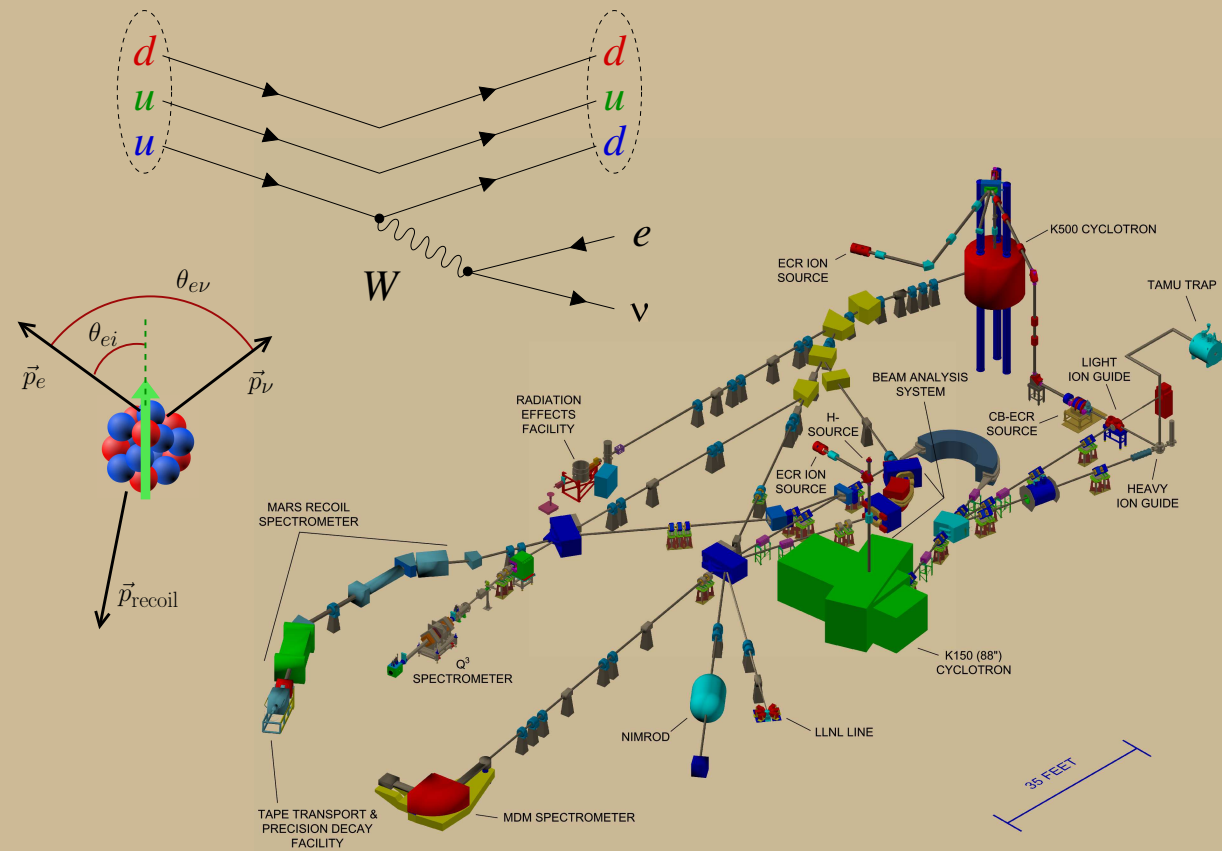 d
u
u
d
u
d
W
e
ν
θeν
θei
p⃗e
p⃗ν
p⃗recoil
K500 CYCLOTRON
ECR ION
SOURCE
TAMU TRAP
LIGHT
ION GUIDE
BEAM ANALYSIS
SYSTEM
CB-ECR
SOURCE
H-
SOURCE
ECR ION
SOURCE
HEAVY
ION GUIDE
RADIATION
EFFECTS
FACILITY
MARS RECOIL
SPECTROMETER
Q³
SPECTROMETER
K150 (88")
CYCLOTRON
NIMROD
LLNL LINE
35 FEET
TAPE TRANSPORT &
PRECISION DECAY
FACILITY
MDM SPECTROMETER